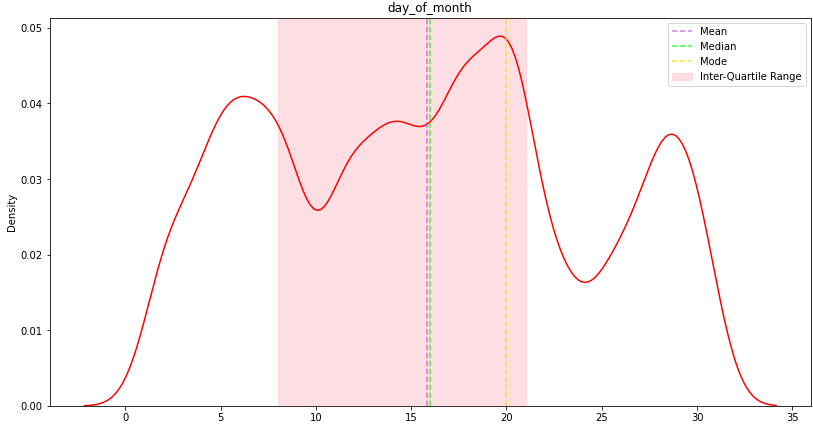 day_of_month
0.05
0.04
0.03
0.02
0.01
0.00
Density
Mean
Median
Mode
Inter-Quartile Range
0
5
10
15
20
25
30
35